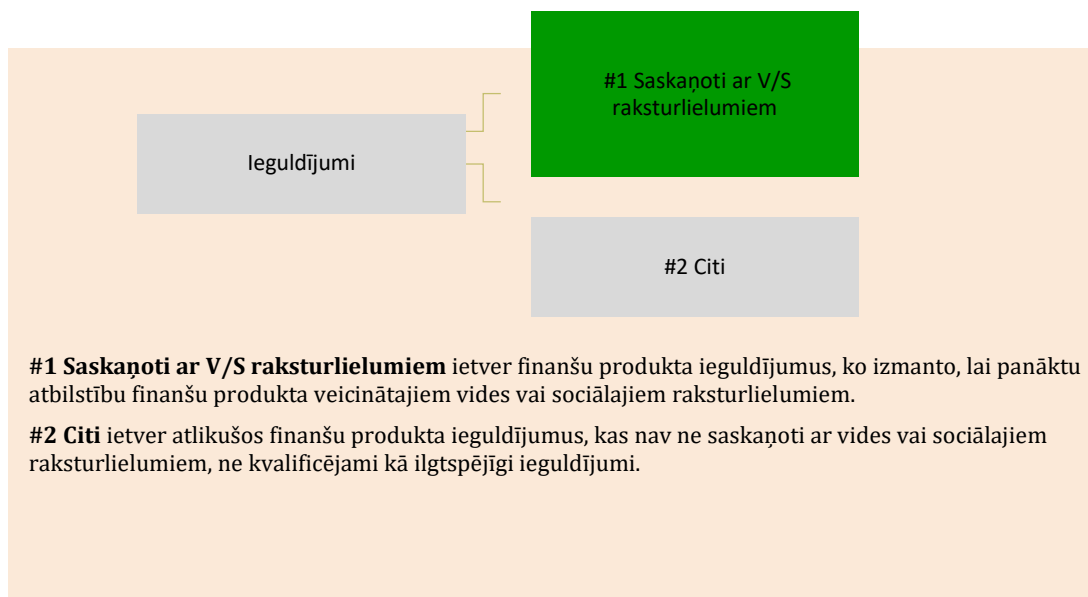 #1 Saskaņoti ar V/S
raksturlielumiem
Ieguldījumi
#2 Citi
#1 Saskaņoti ar V/S raksturlielumiem ietver finanšu produkta ieguldījumus, ko izmanto, lai panāktu
atbilstību finanšu produkta veicinātajiem vides vai sociālajiem raksturlielumiem.
#2 Citi ietver atlikušos finanšu produkta ieguldījumus, kas nav ne saskaņoti ar vides vai sociālajiem
raksturlielumiem, ne kvalificējami kā ilgtspējīgi ieguldījumi.